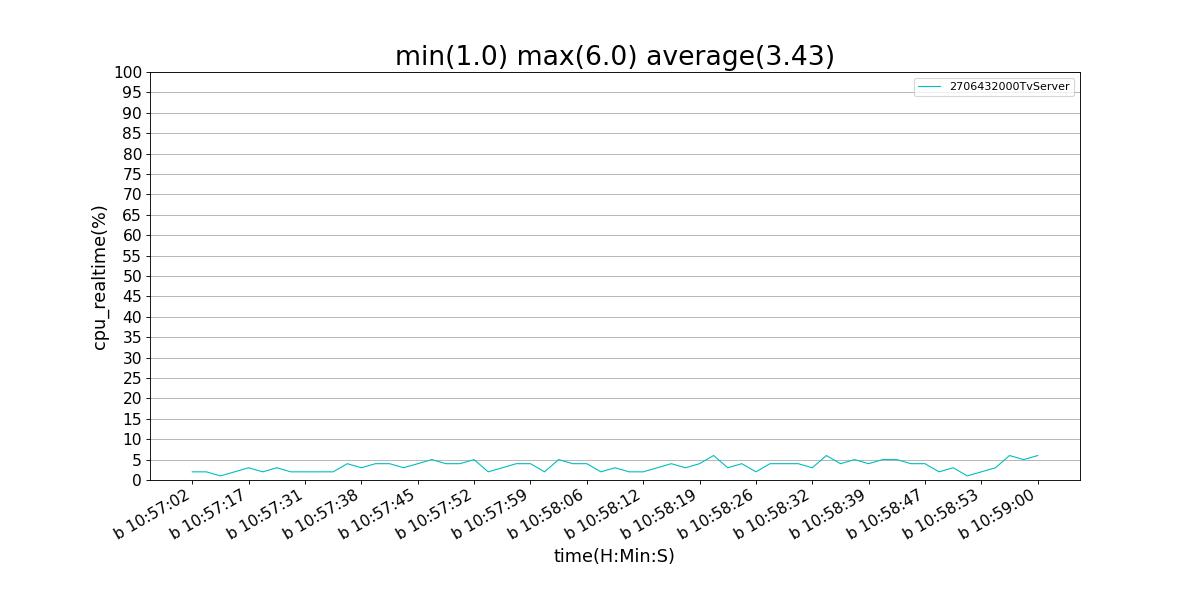 min(1.0) max(6.0) average(3.43)
2706432000TvServer
100
95
90
85
80
75
70
65
60
55
50
45
40
35
30
25
20
15
10
5
0
cpu_realtime(%)
b 10:57:02
b 10:57:17
b 10:57:31
b 10:57:38
b 10:57:45
b 10:57:52
b 10:57:59
b 10:58:06
b 10:58:12
b 10:58:19
b 10:58:26
b 10:58:32
b 10:58:39
b 10:58:47
b 10:58:53
b 10:59:00
time(H:Min:S)